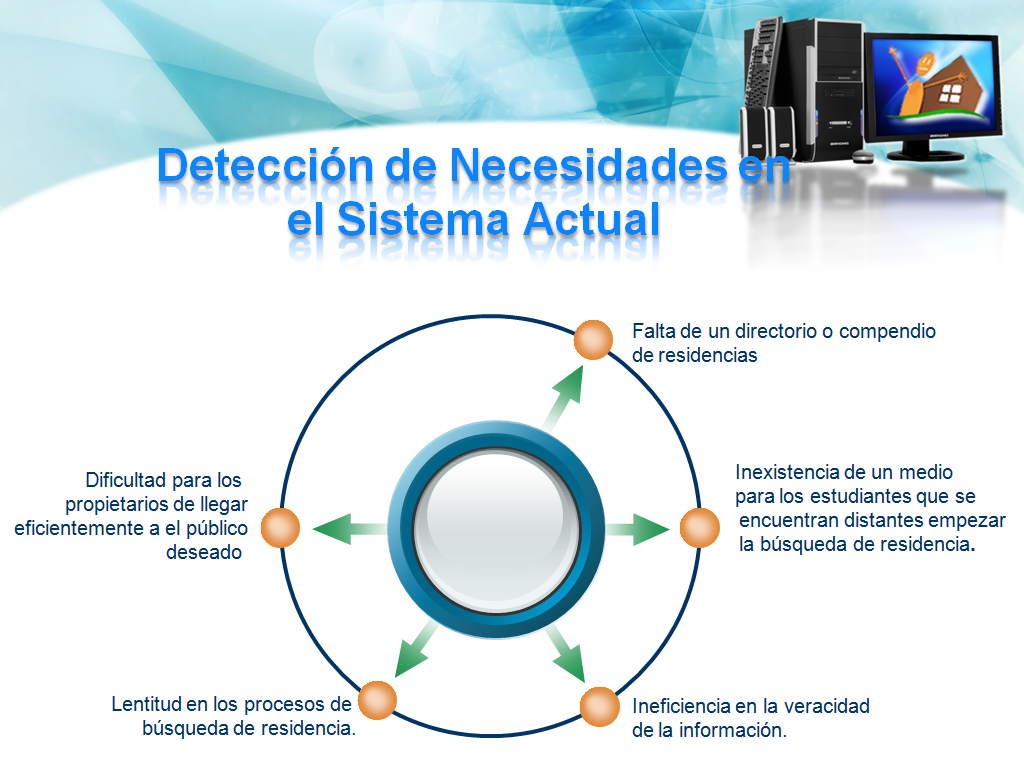 Detección de Necesidades en
el Sistema Actual
Falta de un directorio o compendio
de residencias
Inexistencia de un medio
para los estudiantes que se
encuentran distantes empezar
la búsqueda de residencia.
Ineficiencia en la veracidad
de la información.
Lentitud en los procesos de
búsqueda de residencia.
Dificultad para los
propietarios de llegar
eficientemente a el público
deseado